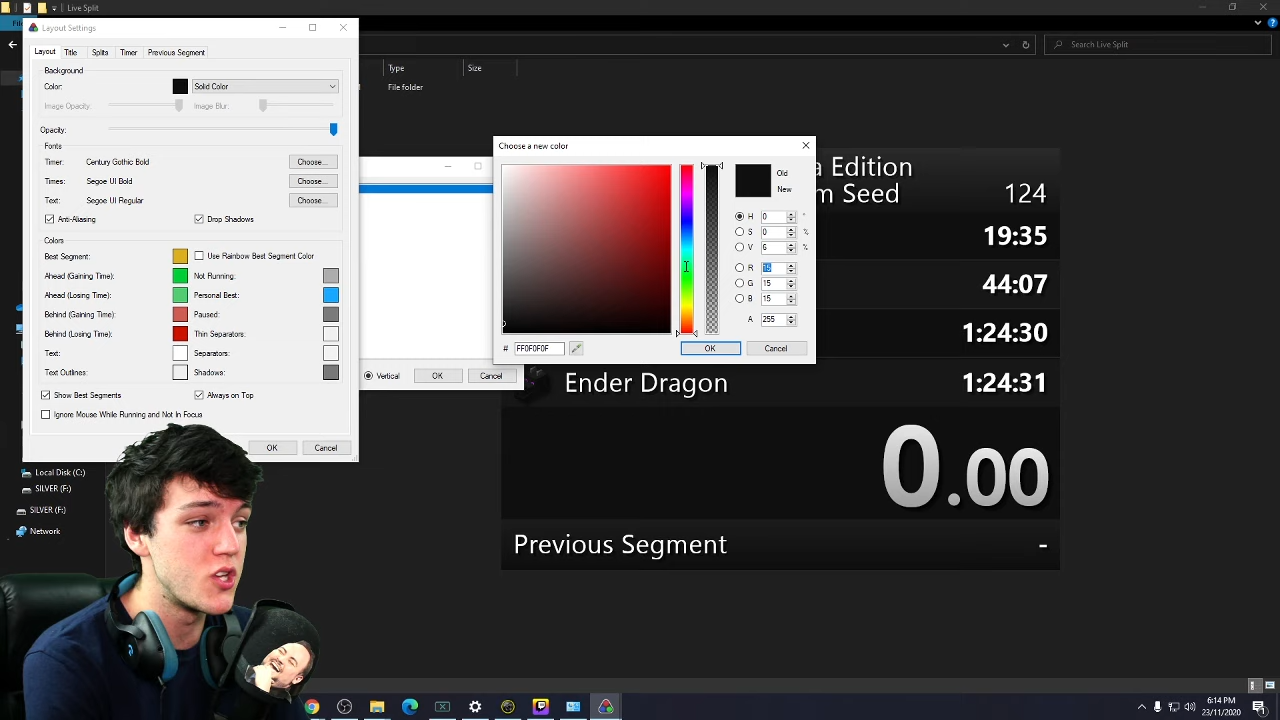 Live Split
File
Layout Settings
Search Live Split
Layout
Title
Splits
Timer
Previous Segment
Type
Size
File folder
Background
Color:
Solid Color
Image Opacity:
Image Blur:
Opacity:
Fonts
Timer:
Century Gothic Bold
Choose...
Times:
Segoe UI Bold
Choose...
Text:
Segoe UI Regular
Choose...
Anti-Aliasing
Drop Shadows
Colors
Best Segment:
Use Rainbow Best Segment Color
Ahead (Gaining Time):
Not Running:
Ahead (Losing Time):
Personal Best:
Behind (Gaining Time):
Paused:
Behind (Losing Time):
Thin Separators:
Text:
Separators:
Text Outlines:
Shadows:
Show Best Segments
Always on Top
Ignore Mouse While Running and Not In Focus
OK
Cancel
Vertical
OK
Cancel
Choose a new color
Old
New
H 0 °
S 0 %
V 6 %
R 15
G 15
B 15
A 255
# FF0F0F0F
OK
Cancel
a Edition
m Seed
124
19:35
44:07
1:24:30
Ender Dragon
1:24:31
0.00
Previous Segment
-
Local Disk (C:)
SILVER (F:)
SILVER (F:)
Network
6:14 PM
23/11/2020